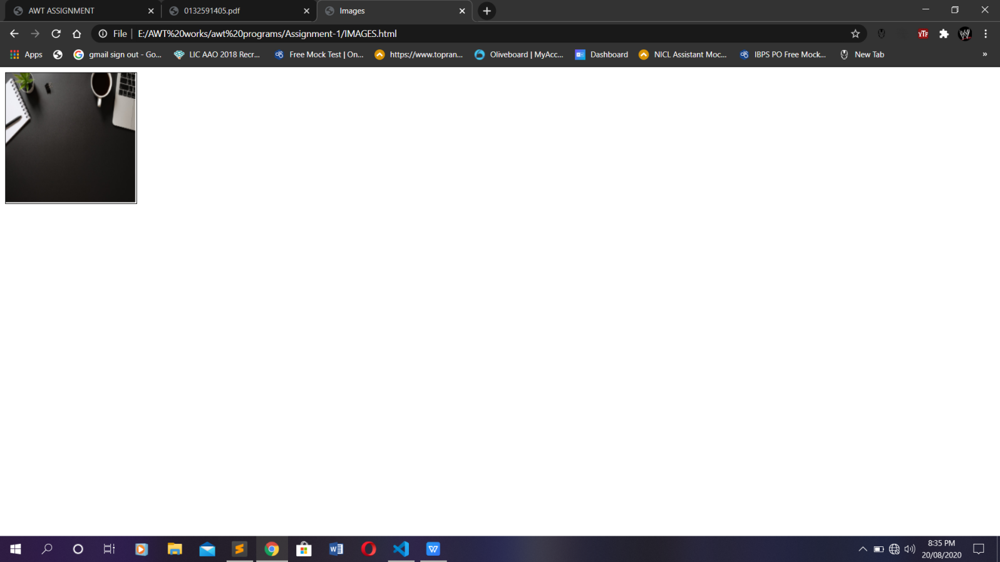 AWT ASSIGNMENT
0132591405.pdf
Images
File | E:/AWT%20works/awt%20programs/Assignment-1/IMAGES.html
YTF
Apps gmail sign out - Go... LIC AAO 2018 Recr... Free Mock Test | On... https://www.topran... Oliveboard | MyAcc... Dashboard NICL Assistant Moc... IBPS PO Free Mock... New Tab »
8:35 PM
20/08/2020